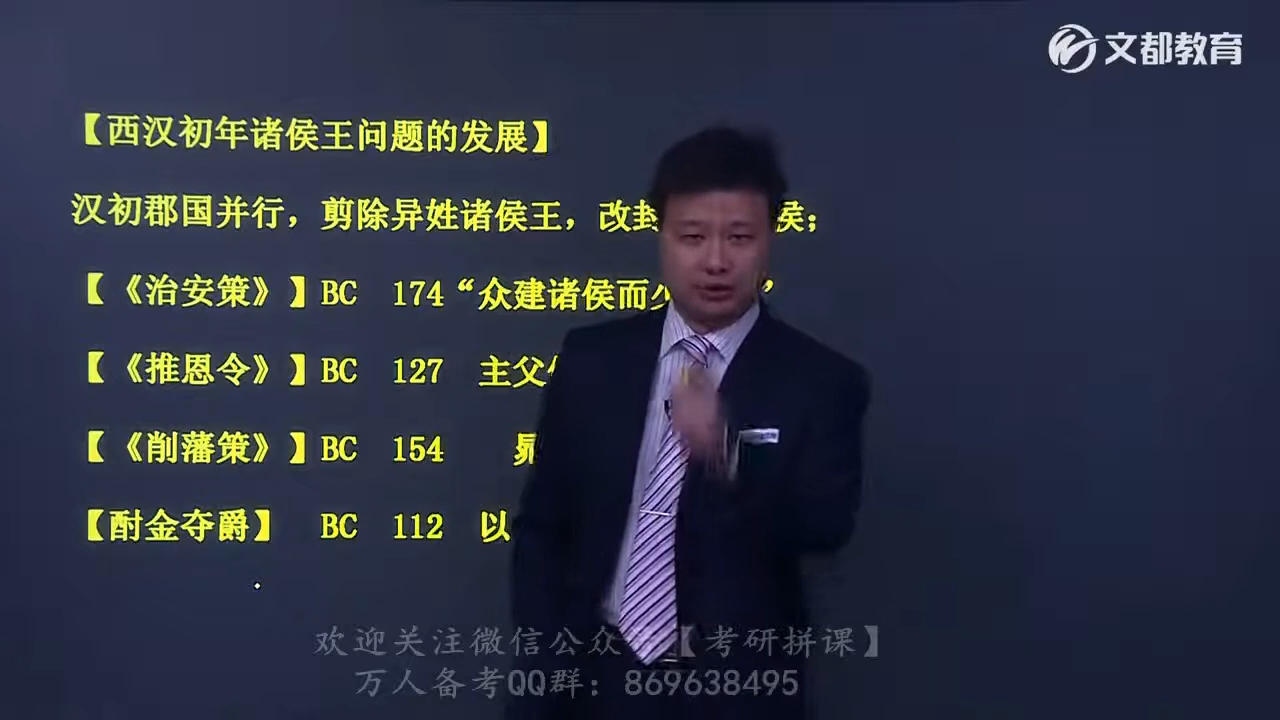 文都教育
【西汉初年诸侯王问题的发展】
汉初郡国并行，剪除异姓诸侯王，改封 侯；
【《治安策》】BC 174“众建诸侯而少 ”
【《推恩令》】BC 127 主父
【《削藩策》】BC 154
【酎金夺爵】 BC 112 以
欢迎关注微信公众 【考研拼课】
万人备考QQ群：869638495